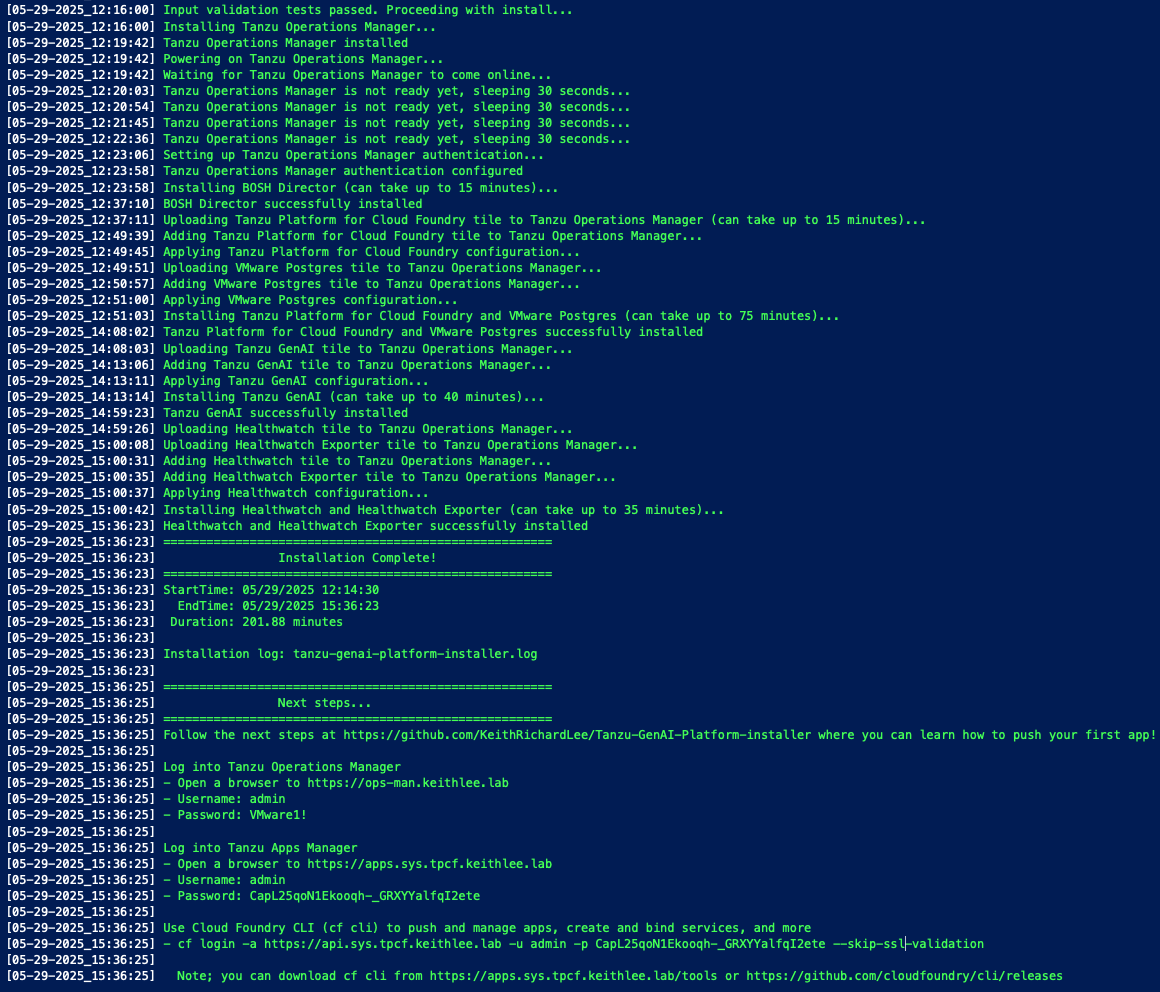 [05-29-2025_12:16:00] Input validation tests passed. Proceeding with install...
[05-29-2025_12:16:00] Installing Tanzu Operations Manager...
[05-29-2025_12:19:42] Tanzu Operations Manager installed
[05-29-2025_12:19:42] Powering on Tanzu Operations Manager...
[05-29-2025_12:19:42] Waiting for Tanzu Operations Manager to come online...
[05-29-2025_12:20:03] Tanzu Operations Manager is not ready yet, sleeping 30 seconds...
[05-29-2025_12:20:54] Tanzu Operations Manager is not ready yet, sleeping 30 seconds...
[05-29-2025_12:21:45] Tanzu Operations Manager is not ready yet, sleeping 30 seconds...
[05-29-2025_12:22:36] Tanzu Operations Manager is not ready yet, sleeping 30 seconds...
[05-29-2025_12:23:06] Setting up Tanzu Operations Manager authentication...
[05-29-2025_12:23:58] Tanzu Operations Manager authentication configured
[05-29-2025_12:23:58] Installing BOSH Director (can take up to 15 minutes)...
[05-29-2025_12:37:10] BOSH Director successfully installed
[05-29-2025_12:37:11] Uploading Tanzu Platform for Cloud Foundry tile to Tanzu Operations Manager (can take up to 15 minutes)...
[05-29-2025_12:49:39] Adding Tanzu Platform for Cloud Foundry tile to Tanzu Operations Manager...
[05-29-2025_12:49:45] Applying Tanzu Platform for Cloud Foundry configuration...
[05-29-2025_12:49:51] Uploading VMware Postgres tile to Tanzu Operations Manager...
[05-29-2025_12:50:57] Adding VMware Postgres tile to Tanzu Operations Manager...
[05-29-2025_12:51:00] Applying VMware Postgres configuration...
[05-29-2025_12:51:03] Installing Tanzu Platform for Cloud Foundry and VMware Postgres (can take up to 75 minutes)...
[05-29-2025_14:08:02] Tanzu Platform for Cloud Foundry and VMware Postgres successfully installed
[05-29-2025_14:08:03] Uploading Tanzu GenAI tile to Tanzu Operations Manager...
[05-29-2025_14:13:06] Adding Tanzu GenAI tile to Tanzu Operations Manager...
[05-29-2025_14:13:11] Applying Tanzu GenAI configuration...
[05-29-2025_14:13:14] Installing Tanzu GenAI (can take up to 40 minutes)...
[05-29-2025_14:59:23] Tanzu GenAI successfully installed
[05-29-2025_14:59:26] Uploading Healthwatch tile to Tanzu Operations Manager...
[05-29-2025_15:00:08] Uploading Healthwatch Exporter tile to Tanzu Operations Manager...
[05-29-2025_15:00:31] Adding Healthwatch tile to Tanzu Operations Manager...
[05-29-2025_15:00:35] Adding Healthwatch Exporter tile to Tanzu Operations Manager...
[05-29-2025_15:00:37] Applying Healthwatch configuration...
[05-29-2025_15:00:42] Installing Healthwatch and Healthwatch Exporter (can take up to 35 minutes)...
[05-29-2025_15:36:23] Healthwatch and Healthwatch Exporter successfully installed
[05-29-2025_15:36:23] ======================================================
[05-29-2025_15:36:23]                 Installation Complete!
[05-29-2025_15:36:23] ======================================================
[05-29-2025_15:36:23] StartTime: 05/29/2025 12:14:30
[05-29-2025_15:36:23]   EndTime: 05/29/2025 15:36:23
[05-29-2025_15:36:23]  Duration: 201.88 minutes
[05-29-2025_15:36:23]
[05-29-2025_15:36:23] Installation log: tanzu-genai-platform-installer.log
[05-29-2025_15:36:23]
[05-29-2025_15:36:25] ======================================================
[05-29-2025_15:36:25]                 Next steps...
[05-29-2025_15:36:25] ======================================================
[05-29-2025_15:36:25] Follow the next steps at https://github.com/KeithRichardLee/Tanzu-GenAI-Platform-installer where you can learn how to push your first app!
[05-29-2025_15:36:25]
[05-29-2025_15:36:25] Log into Tanzu Operations Manager
[05-29-2025_15:36:25] - Open a browser to https://ops-man.keithlee.lab
[05-29-2025_15:36:25] - Username: admin
[05-29-2025_15:36:25] - Password: VMware1!
[05-29-2025_15:36:25]
[05-29-2025_15:36:25] Log into Tanzu Apps Manager
[05-29-2025_15:36:25] - Open a browser to https://apps.sys.tpcf.keithlee.lab
[05-29-2025_15:36:25] - Username: admin
[05-29-2025_15:36:25] - Password: CapL25qoN1Ekooqh-_GRXYYalfqI2ete
[05-29-2025_15:36:25]
[05-29-2025_15:36:25] Use Cloud Foundry CLI (cf cli) to push and manage apps, create and bind services, and more
[05-29-2025_15:36:25] - cf login -a https://api.sys.tpcf.keithlee.lab -u admin -p CapL25qoN1Ekooqh-_GRXYYalfqI2ete --skip-ssl-validation
[05-29-2025_15:36:25]
[05-29-2025_15:36:25]   Note; you can download cf cli from https://apps.sys.tpcf.keithlee.lab/tools or https://github.com/cloudfoundry/cli/releases